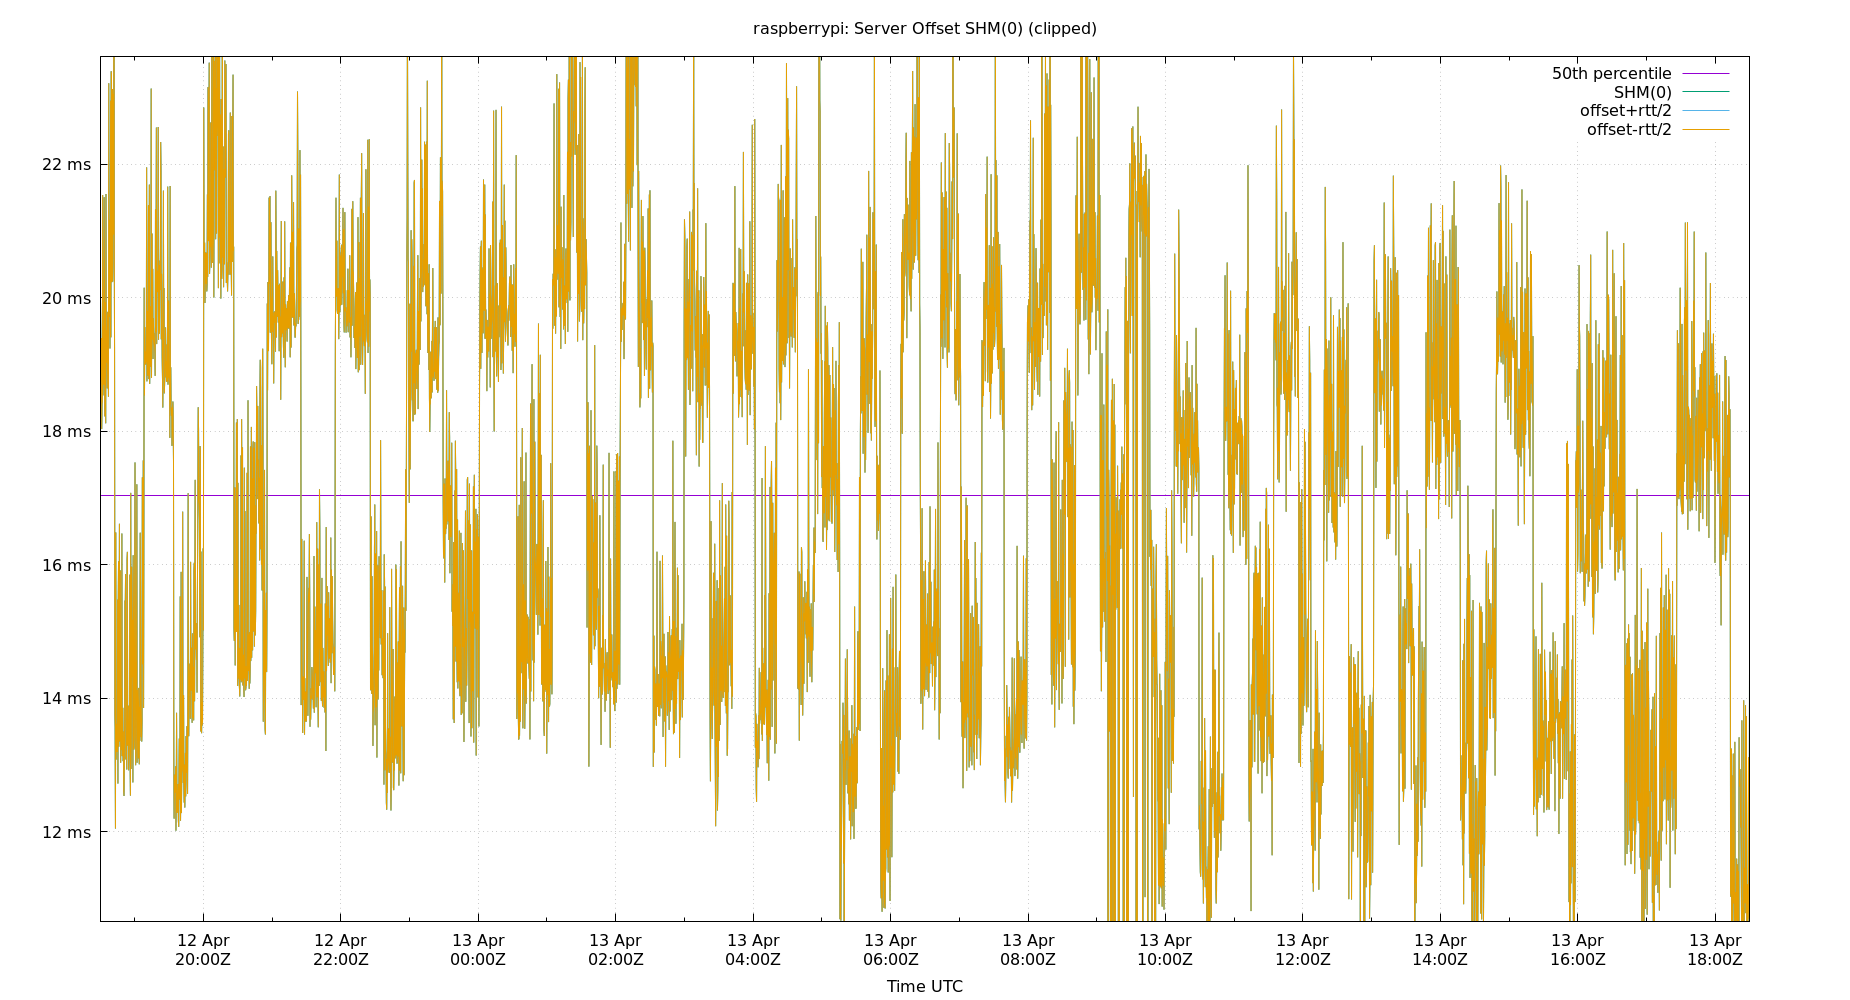 raspberrypi: Server Offset SHM(0) (clipped)
50th percentile
SHM(0)
offset+rtt/2
offset-rtt/2
22 ms
20 ms
18 ms
16 ms
14 ms
12 ms
12 Apr 12 Apr 13 Apr 13 Apr 13 Apr 13 Apr 13 Apr 13 Apr 13 Apr 13 Apr 13 Apr 13 Apr
20:00Z 22:00Z 00:00Z 02:00Z 04:00Z 06:00Z 08:00Z 10:00Z 12:00Z 14:00Z 16:00Z 18:00Z
Time UTC